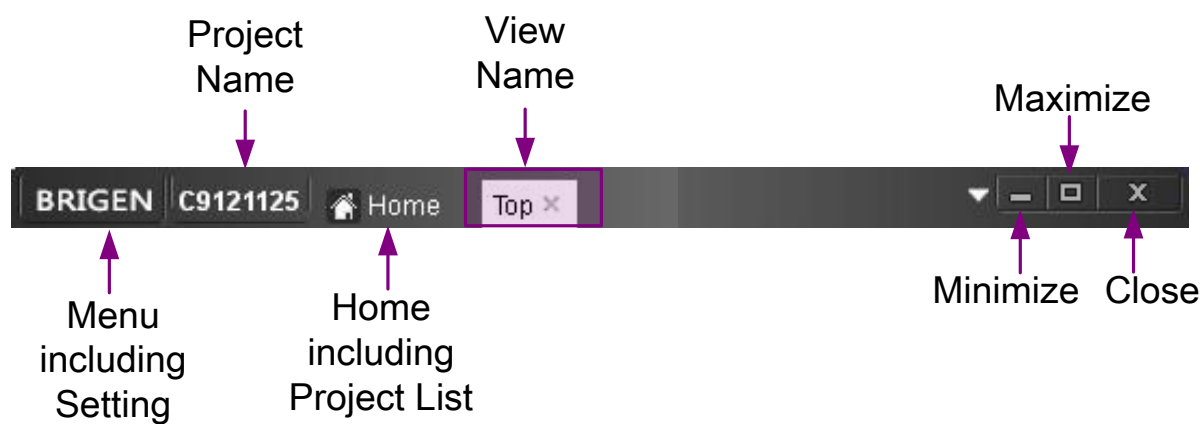 Project
Name
View
Name
Maximize
BRIGEN C9121125 Home Top × X
Minimize Close
Menu
including
Setting
Home
including
Project List